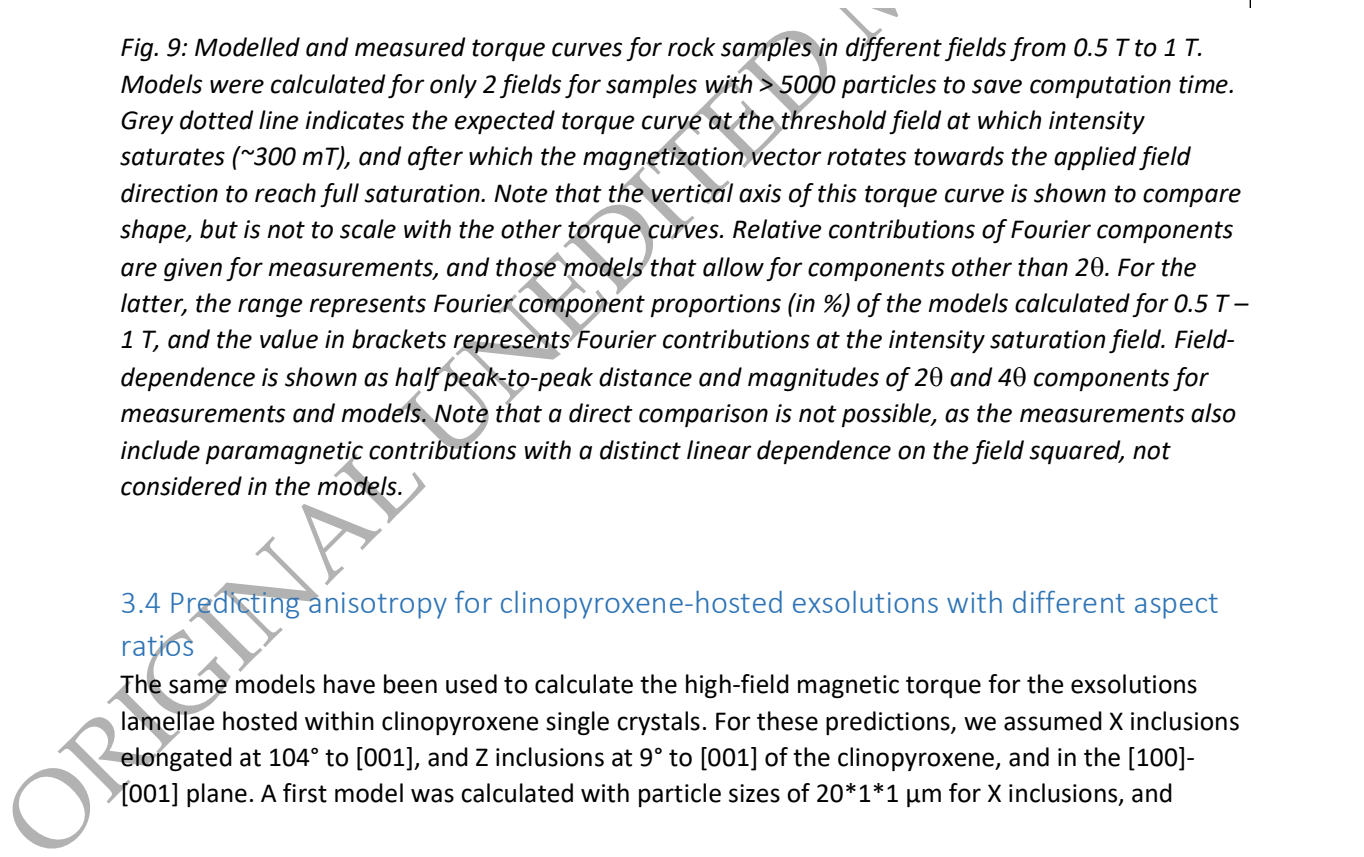 Fig. 9: Modelled and measured torque curves for rock samples in different fields from 0.5 T to 1 T.
Models were calculated for only 2 fields for samples with > 5000 particles to save computation time.
Grey dotted line indicates the expected torque curve at the threshold field at which intensity
saturates (~300 mT), and after which the magnetization vector rotates towards the applied field
direction to reach full saturation. Note that the vertical axis of this torque curve is shown to compare
shape, but is not to scale with the other torque curves. Relative contributions of Fourier components
are given for measurements, and those models that allow for components other than 2θ. For the
latter, the range represents Fourier component proportions (in %) of the models calculated for 0.5 T –
1 T, and the value in brackets represents Fourier contributions at the intensity saturation field. Field-
dependence is shown as half peak-to-peak distance and magnitudes of 2θ and 4θ components for
measurements and models. Note that a direct comparison is not possible, as the measurements also
include paramagnetic contributions with a distinct linear dependence on the field squared, not
considered in the models.
3.4 Predicting anisotropy for clinopyroxene-hosted exsolutions with different aspect
ratios
The same models have been used to calculate the high-field magnetic torque for the exsolutions
lamellae hosted within clinopyroxene single crystals. For these predictions, we assumed X inclusions
elongated at 104° to [001], and Z inclusions at 9° to [001] of the clinopyroxene, and in the [100]-
[001] plane. A first model was calculated with particle sizes of 20*1*1 μm for X inclusions, and
ORIGINAL UNEDITED